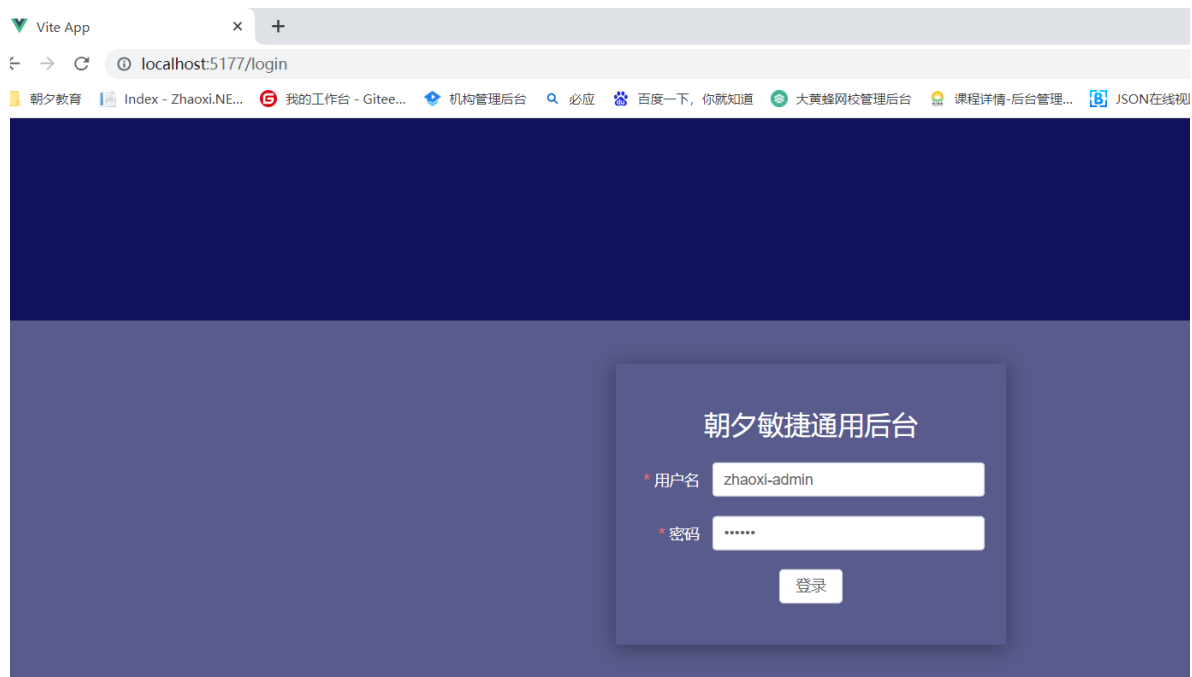 Vite App
localhost:5177/login
朝夕教育 Index - Zhaoxi.NE... 我的工作台 - Gitee... 机构管理后台 必应 百度一下，你就知道 大黄蜂网校管理后台 课程详情-后台管理... JSON在线视
朝夕敏捷通用后台
* 用户名 zhaoxi-admin
* 密码 ••••••
登录